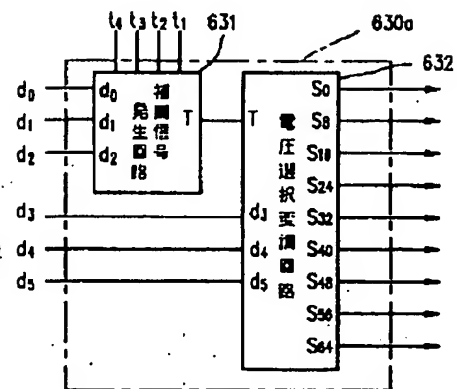 t₄ t₃ t₂ t₁
631
630a
632
d₀
d₁
d₂
d₃
d₄
d₅
d₀
d₁
d₂
補間信号
発生回路
T
T
d₃
d₄
d₅
電圧選択変調回路
S₀
S₈
S₁₆
S₂₄
S₃₂
S₄₀
S₄₈
S₅₆
S₆₄